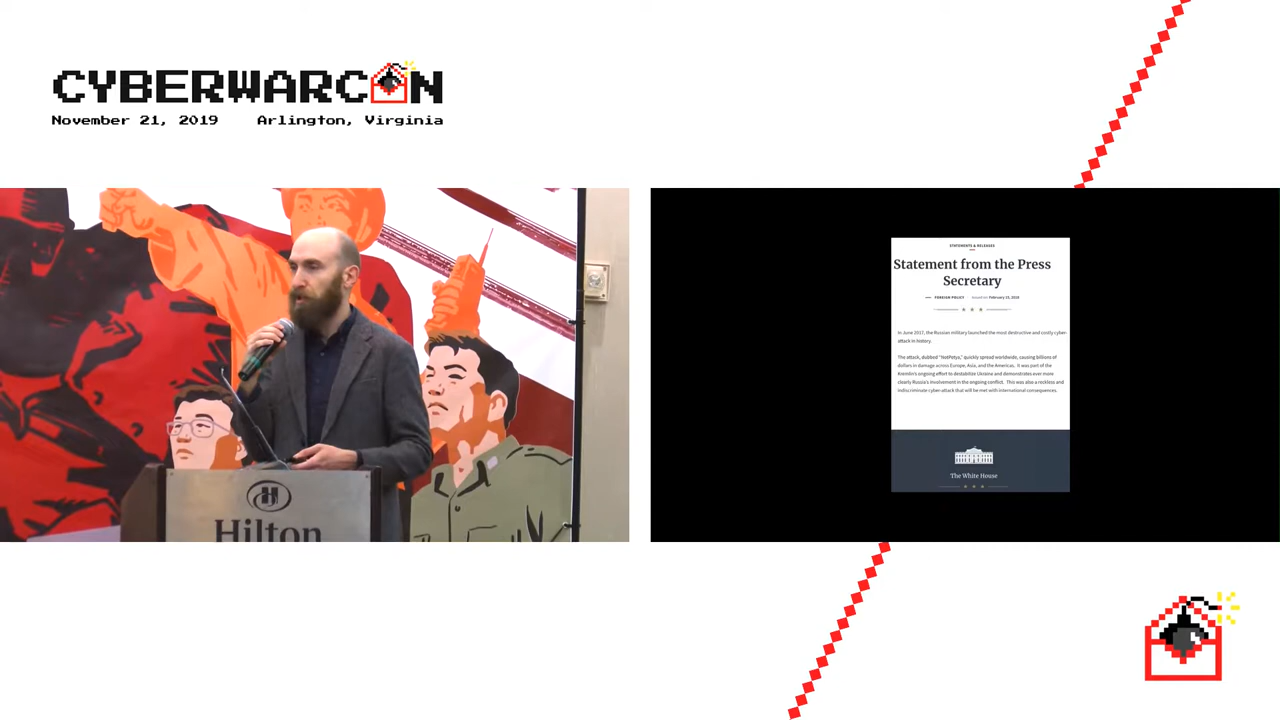 CYBERWARCON
November 21, 2019 Arlington, Virginia
Hilton
STATEMENTS & RELEASES
Statement from the Press
Secretary
FOREIGN POLICY Issued on: February 15, 2018
In June 2017, the Russian military launched the most destructive and costly cyber-
attack in history.
The attack, dubbed "NotPetya," quickly spread worldwide, causing billions of
dollars in damage across Europe, Asia, and the Americas. It was part of the
Kremlin's ongoing effort to destabilize Ukraine and demonstrates ever more
clearly Russia's involvement in the ongoing conflict. This was also a reckless and
indiscriminate cyber-attack that will be met with international consequences.
The White House